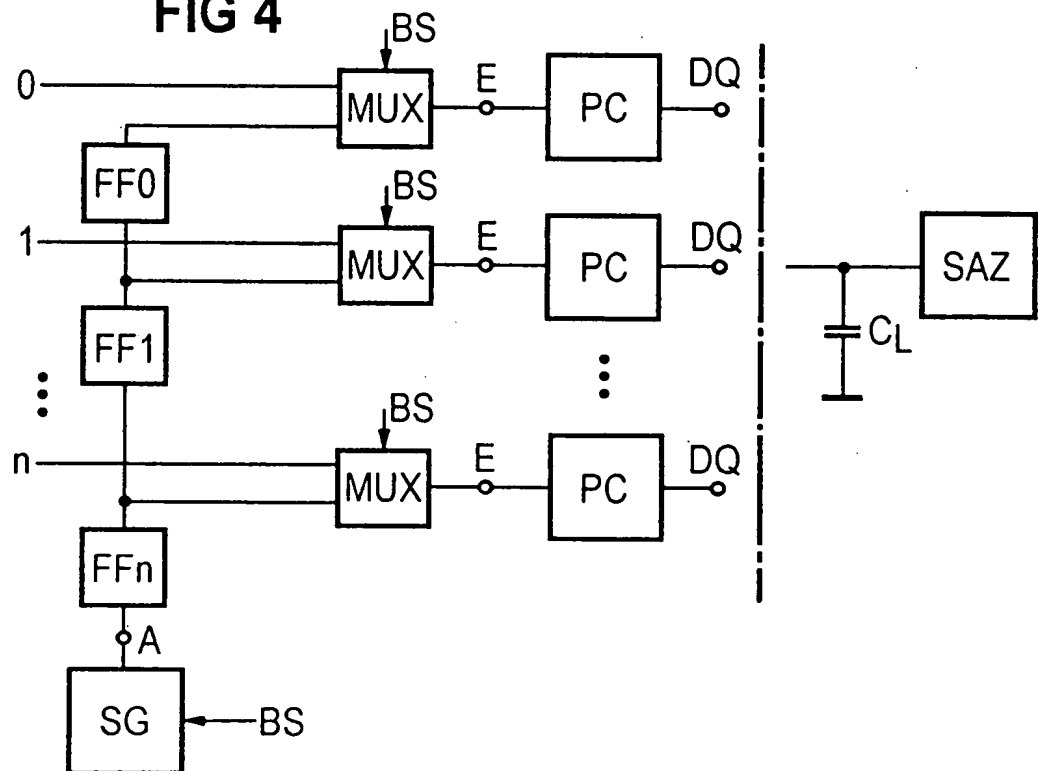 FIG 4
BS
0 MUX E PC DQ
FF0
BS
1 MUX E PC DQ SAZ
FF1 CL
BS
n MUX E PC DQ
FFn
A
SG BS